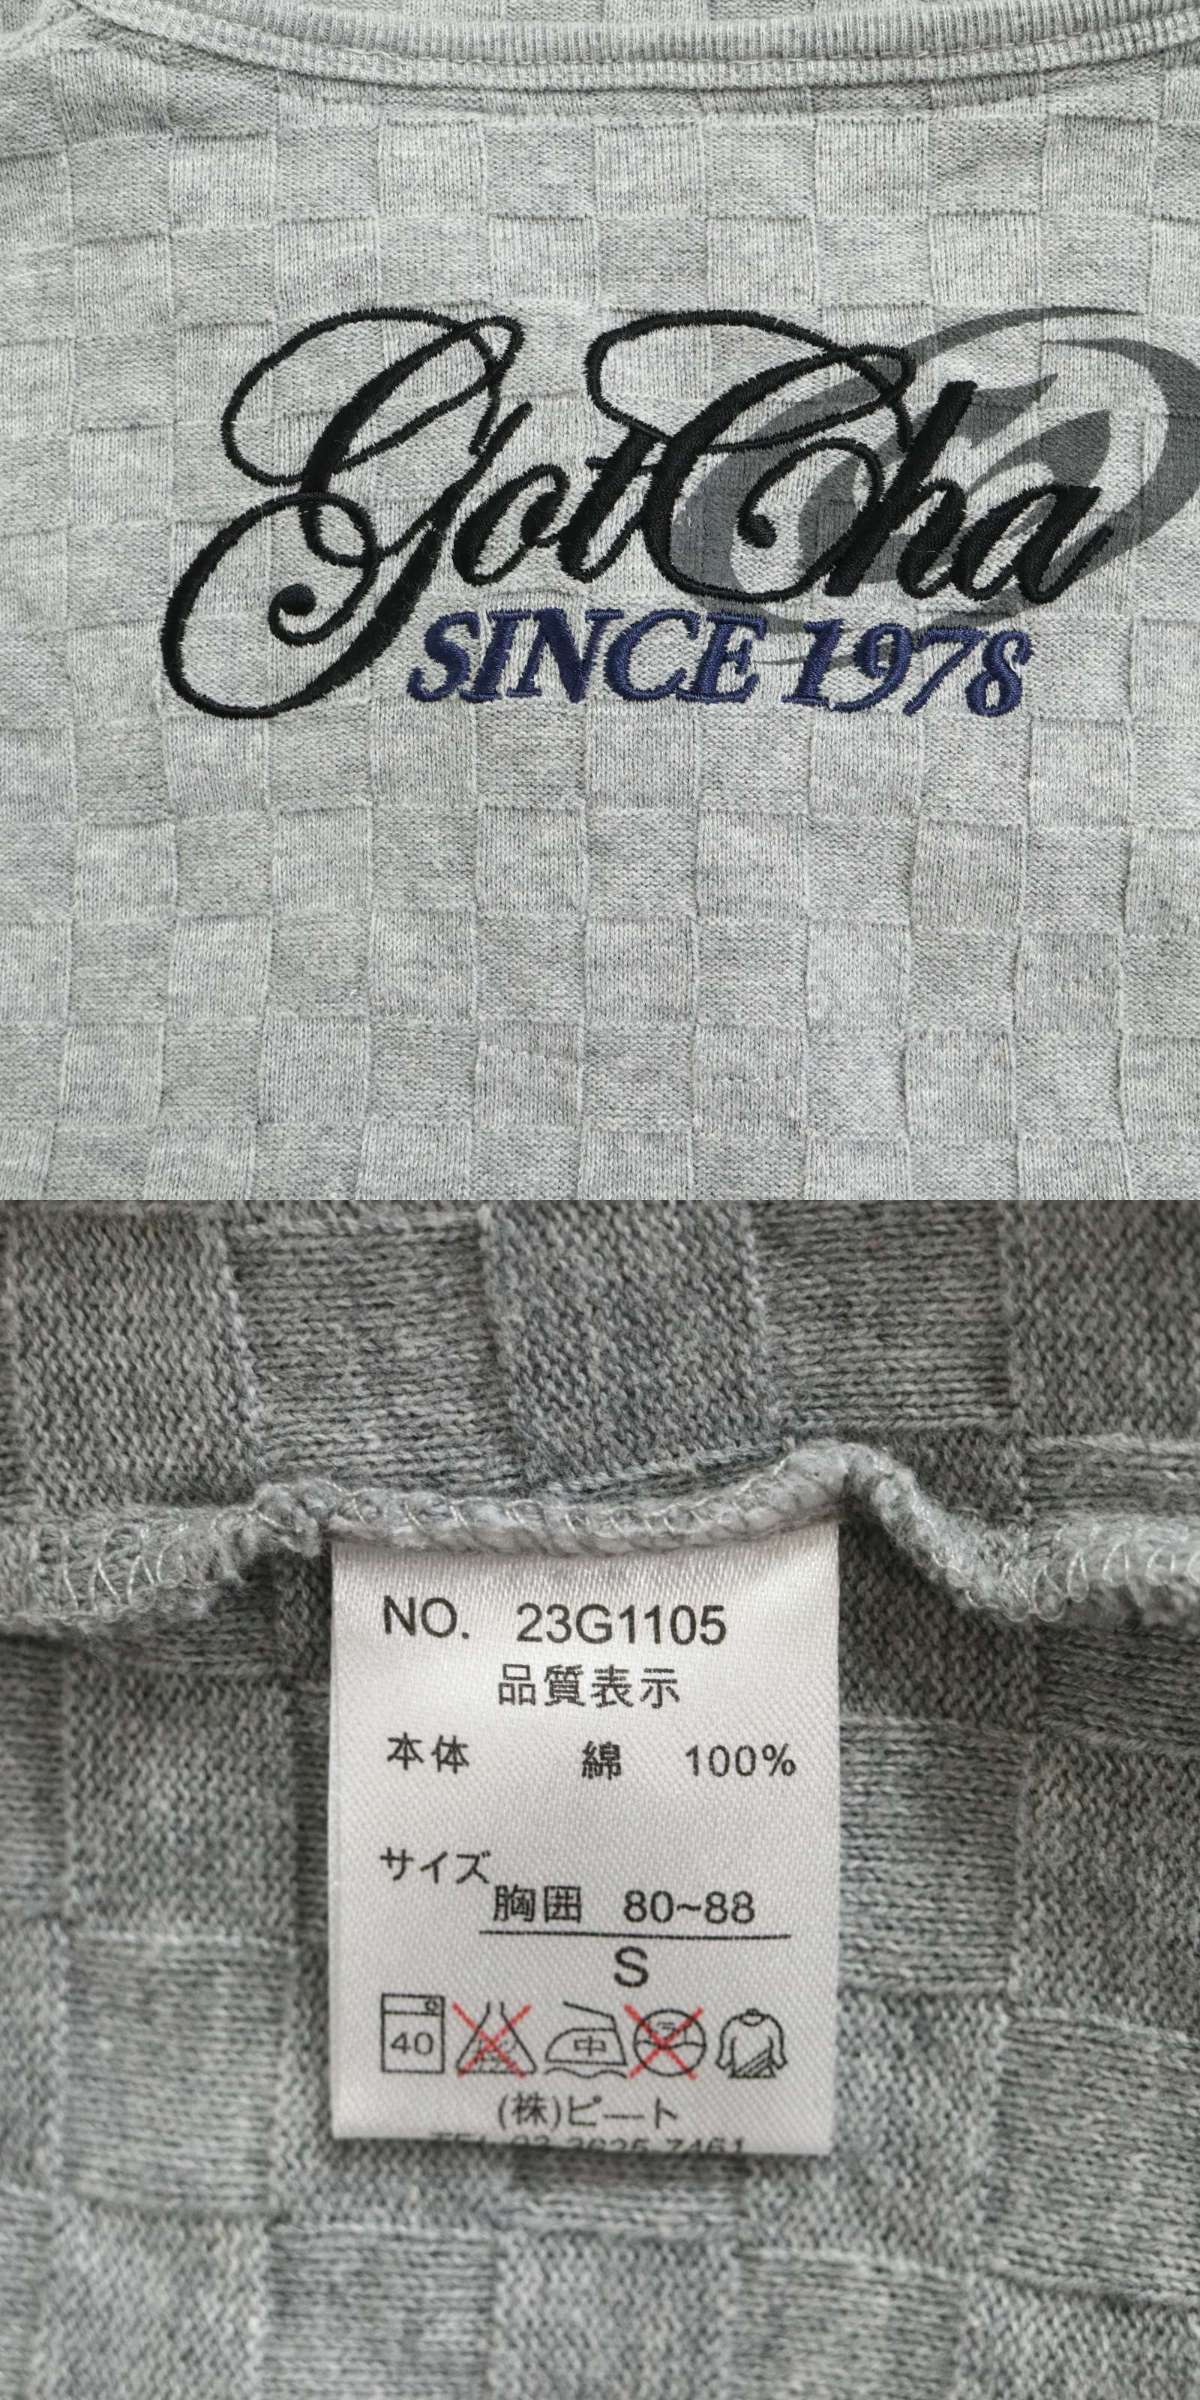 GotCha
SINCE 1978
NO. 23G1105
品質表示
本体 綿 100%
サイズ
胸囲 80~88
S
40 中
(株)ピート